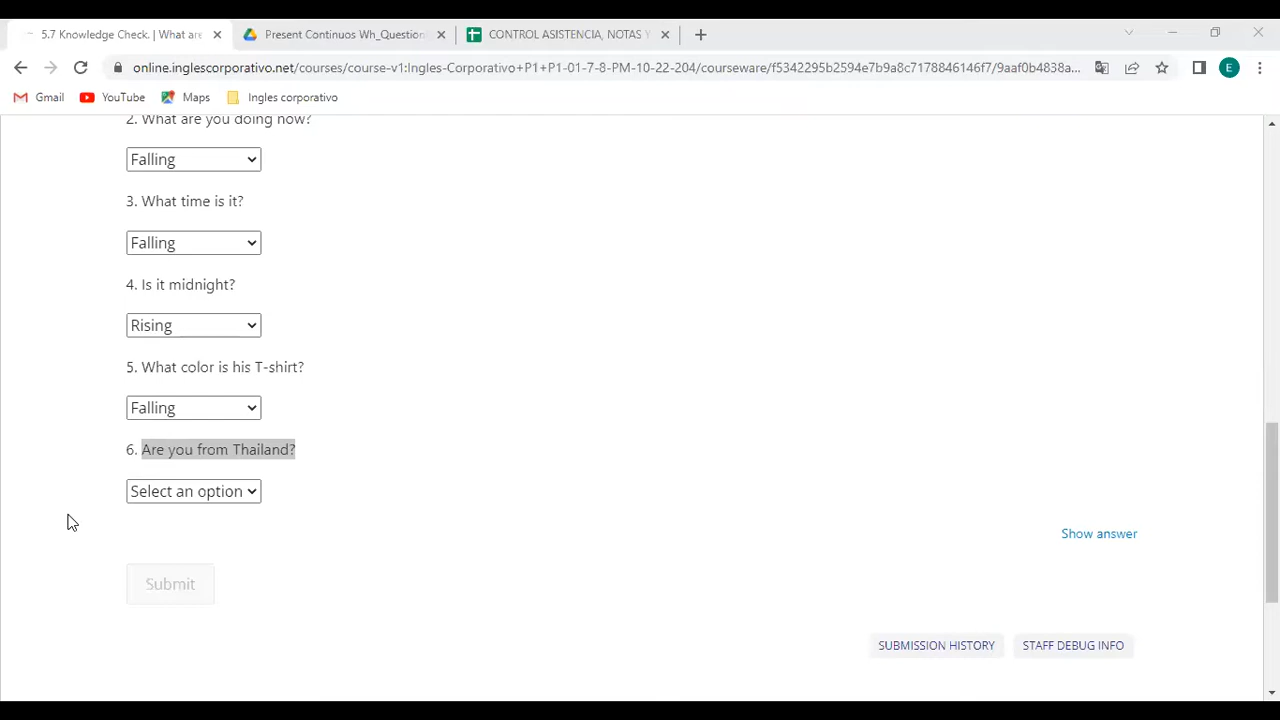 5.7 Knowledge Check. | What are
Present Continuos Wh_Question
CONTROL ASISTENCIA, NOTAS Y
online.inglescorporativo.net/courses/course-v1:Ingles-Corporativo+P1+P1-01-7-8-PM-10-22-204/courseware/f5342295b2594e7b9a8c7178846146f7/9aaf0b4838a...
E
Gmail
YouTube
Maps
Ingles corporativo
2. What are you doing now?
Falling
3. What time is it?
Falling
4. Is it midnight?
Rising
5. What color is his T-shirt?
Falling
6. Are you from Thailand?
Select an option
Show answer
Submit
SUBMISSION HISTORY
STAFF DEBUG INFO